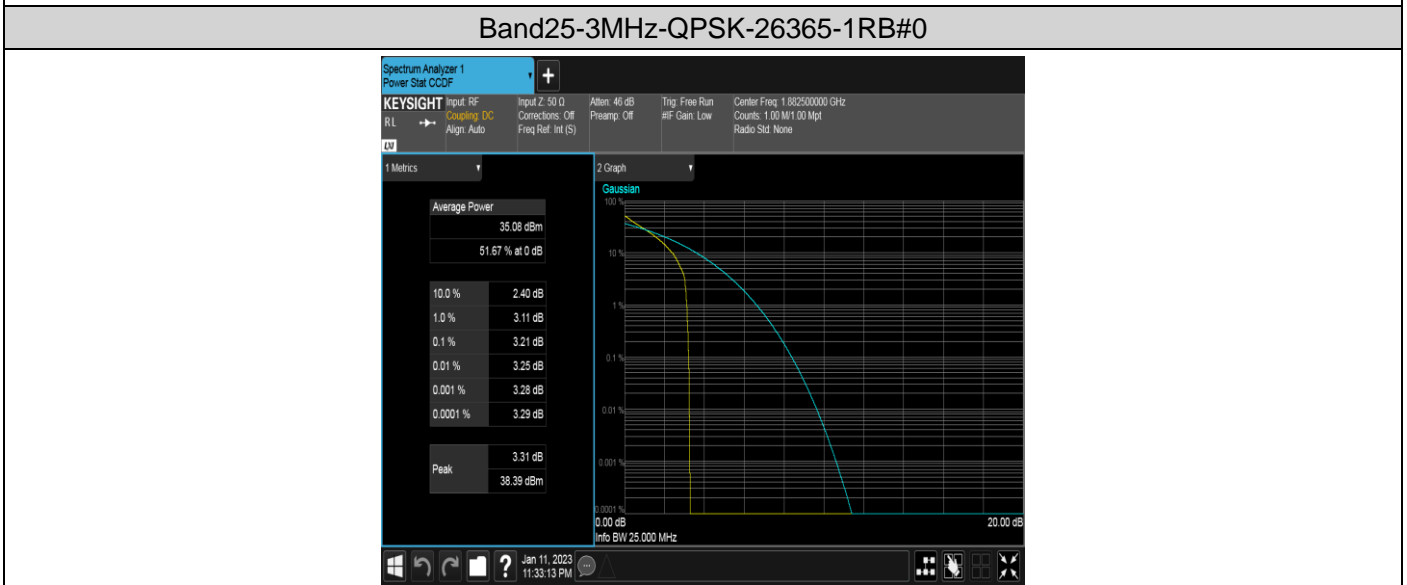 Band25-3MHz-QPSK-26365-1RB#0
Spectrum Analyzer 1
Power Stat CCDF
KEYSIGHT
Input: RF
Input Z: 50 Ω
Atten: 46 dB
Trig: Free Run
Center Freq: 1.882500000 GHz
RL
Coupling: DC
Corrections: Off
Preamp: Off
#IF Gain: Low
Counts: 1.00 M/1.00 Mpt
Align: Auto
Freq Ref: Int (S)
Radio Std: None
LXI
1 Metrics
Average Power
35.08 dBm
51.67 % at 0 dB
10.0 % 2.40 dB
1.0 % 3.11 dB
0.1 % 3.21 dB
0.01 % 3.25 dB
0.001 % 3.28 dB
0.0001 % 3.29 dB
Peak
3.31 dB
38.39 dBm
2 Graph
Gaussian
100 %
10 %
1 %
0.1 %
0.01 %
0.001 %
0.0001 %
0.00 dB
20.00 dB
Info BW 25.000 MHz
?
Jan 11, 2023
11:33:13 PM